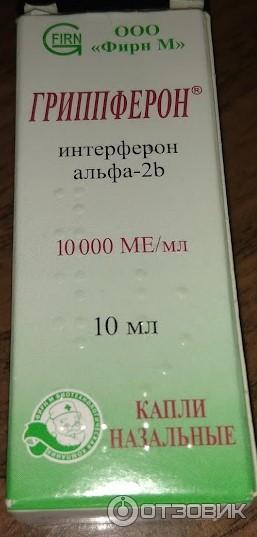 FIRN
ООО
«Фирн М»
ГРИППФЕРОН®
интерферон
альфа-2b
10 000 МЕ/мл
10 мл
КАПЛИ
НАЗАЛЬНЫЕ
ОТЗОВИК